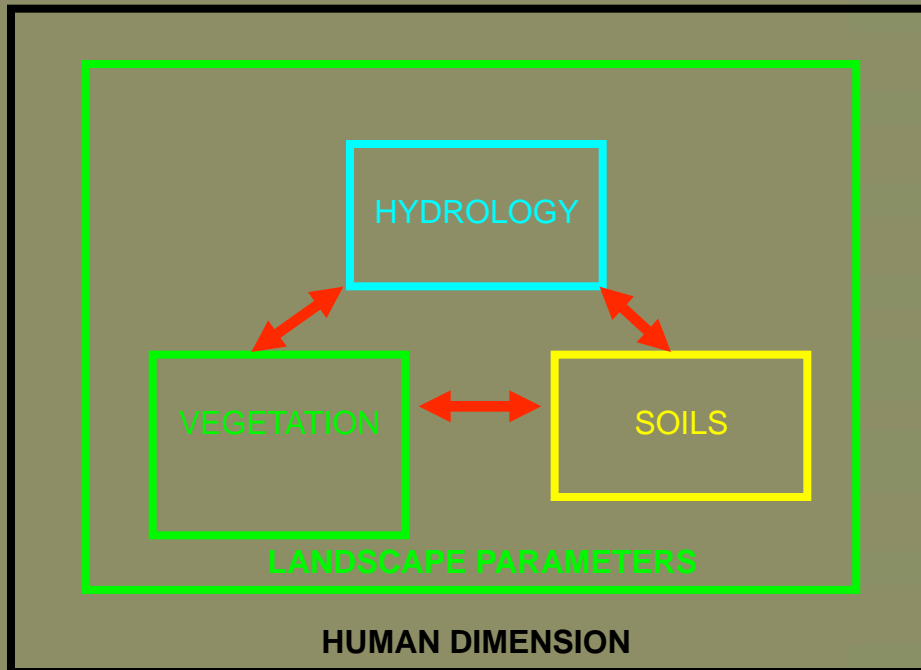 HYDROLOGY
VEGETATION
SOILS
LANDSCAPE PARAMETERS
HUMAN DIMENSION